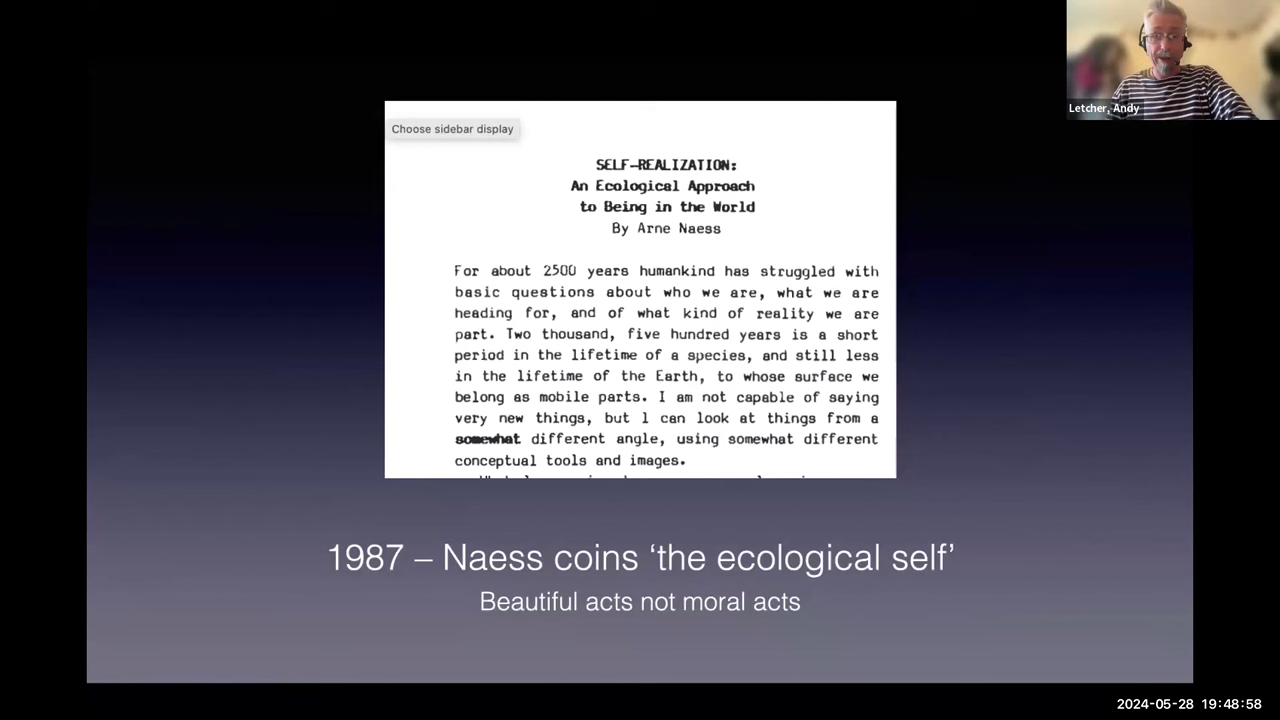 Letcher, Andy
Choose sidebar display
SELF-REALIZATION:
An Ecological Approach
to Being in the World
By Arne Naess
For about 2500 years humankind has struggled with
basic questions about who we are, what we are
heading for, and of what kind of reality we are
part. Two thousand, five hundred years is a short
period in the lifetime of a species, and still less
in the lifetime of the Earth, to whose surface we
belong as mobile parts. I am not capable of saying
very new things, but I can look at things from a
somewhat different angle, using somewhat different
conceptual tools and images.
1987 – Naess coins ‘the ecological self’
Beautiful acts not moral acts
2024-05-28 19:48:58